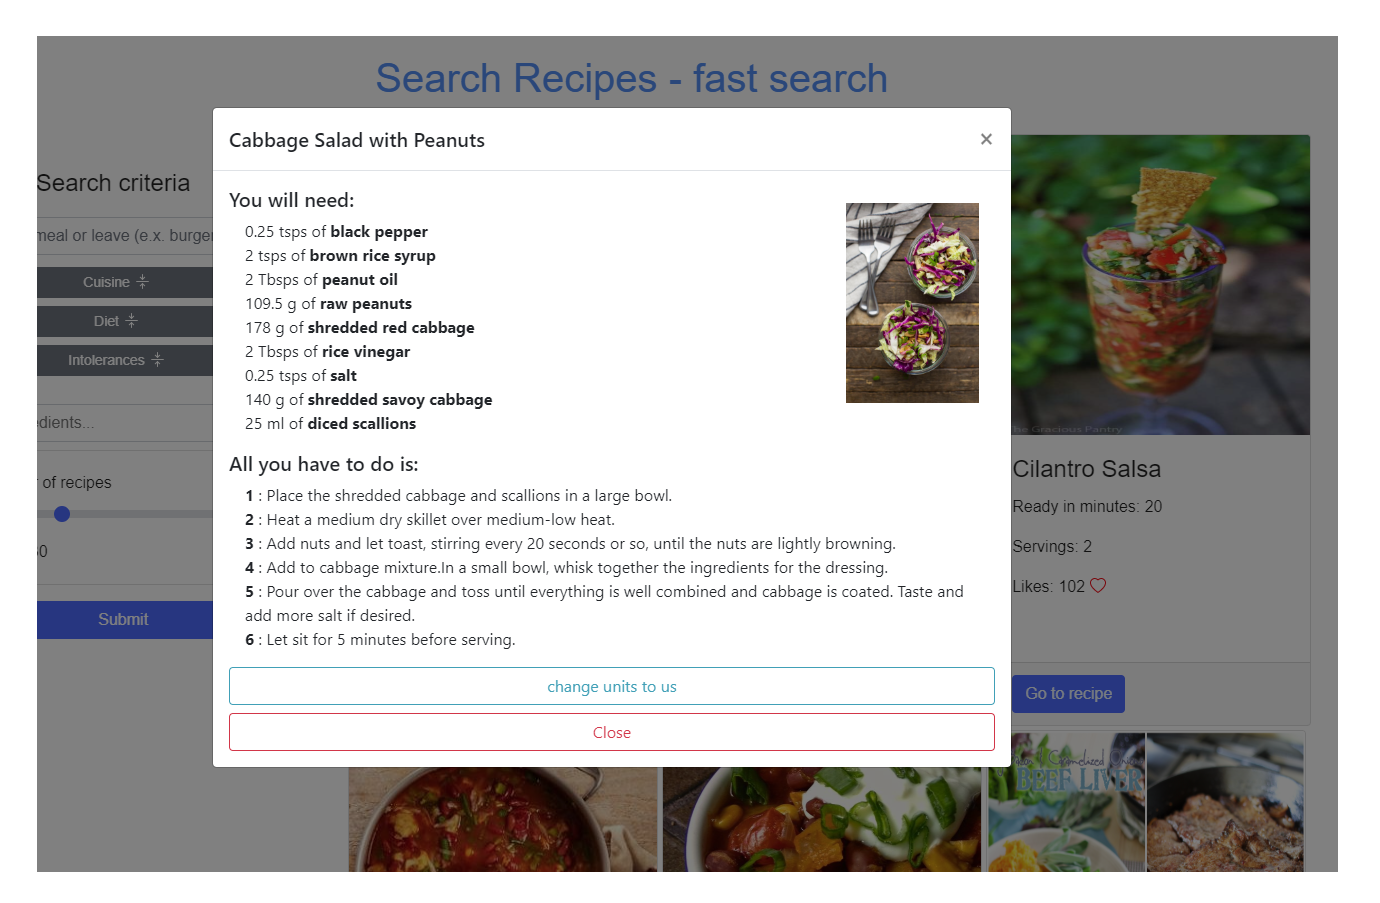 Search Recipes - fast search
Cabbage Salad with Peanuts
×
Search criteria
meal or leave (e.x. burger
Cuisine
Diet
Intolerances
edients...
of recipes
Submit
You will need:
0.25 tsps of black pepper
2 tsps of brown rice syrup
2 Tbsps of peanut oil
109.5 g of raw peanuts
178 g of shredded red cabbage
2 Tbsps of rice vinegar
0.25 tsps of salt
140 g of shredded savoy cabbage
25 ml of diced scallions
All you have to do is:
1 : Place the shredded cabbage and scallions in a large bowl.
2 : Heat a medium dry skillet over medium-low heat.
3 : Add nuts and let toast, stirring every 20 seconds or so, until the nuts are lightly browning.
4 : Add to cabbage mixture.In a small bowl, whisk together the ingredients for the dressing.
5 : Pour over the cabbage and toss until everything is well combined and cabbage is coated. Taste and
add more salt if desired.
6 : Let sit for 5 minutes before serving.
change units to us
Close
The Gracious Pantry
Cilantro Salsa
Ready in minutes: 20
Servings: 2
Likes: 102
Go to recipe
BEEF LIVER